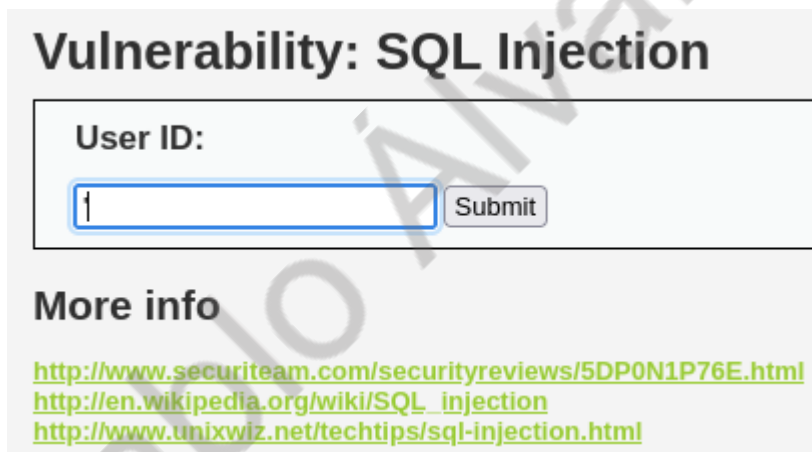 Vulnerability: SQL Injection
User ID:
'
Submit
More info
http://www.securiteam.com/securityreviews/5DP0N1P76E.html
http://en.wikipedia.org/wiki/SQL_injection
http://www.unixwiz.net/techtips/sql-injection.html